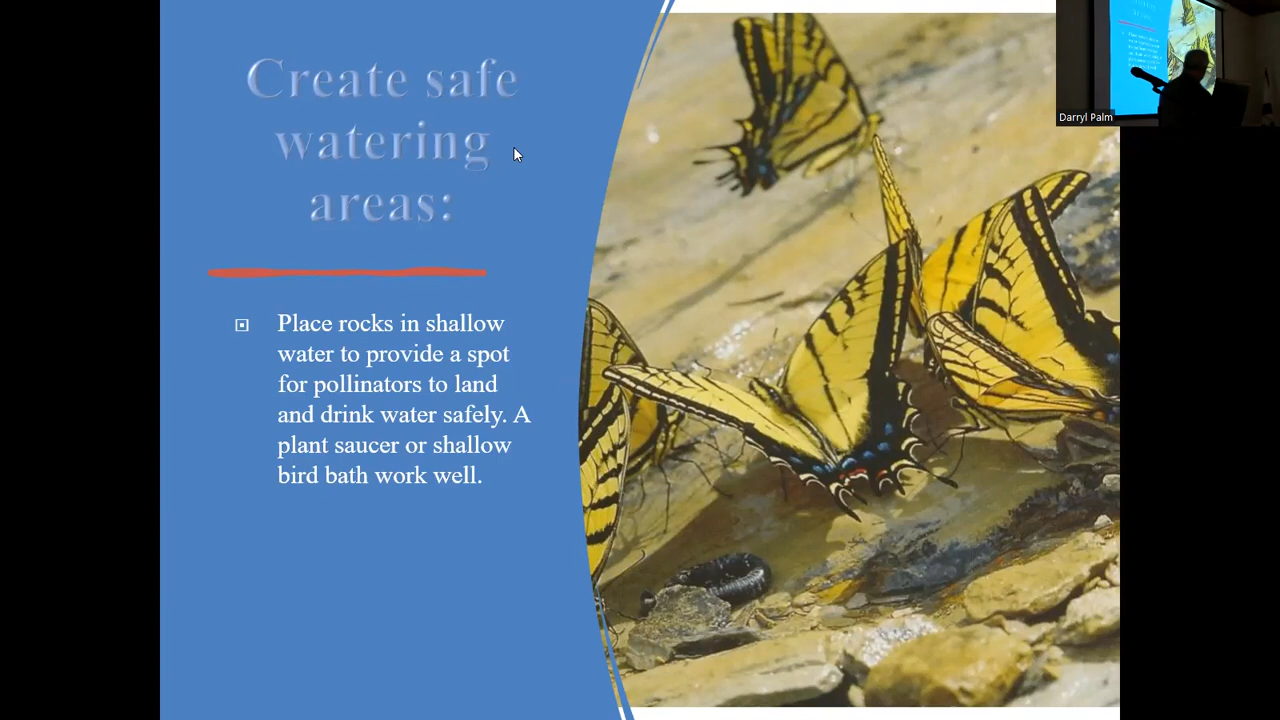 Create safe
watering
areas:
Place rocks in shallow
water to provide a spot
for pollinators to land
and drink water safely. A
plant saucer or shallow
bird bath work well.
Darryl Palm